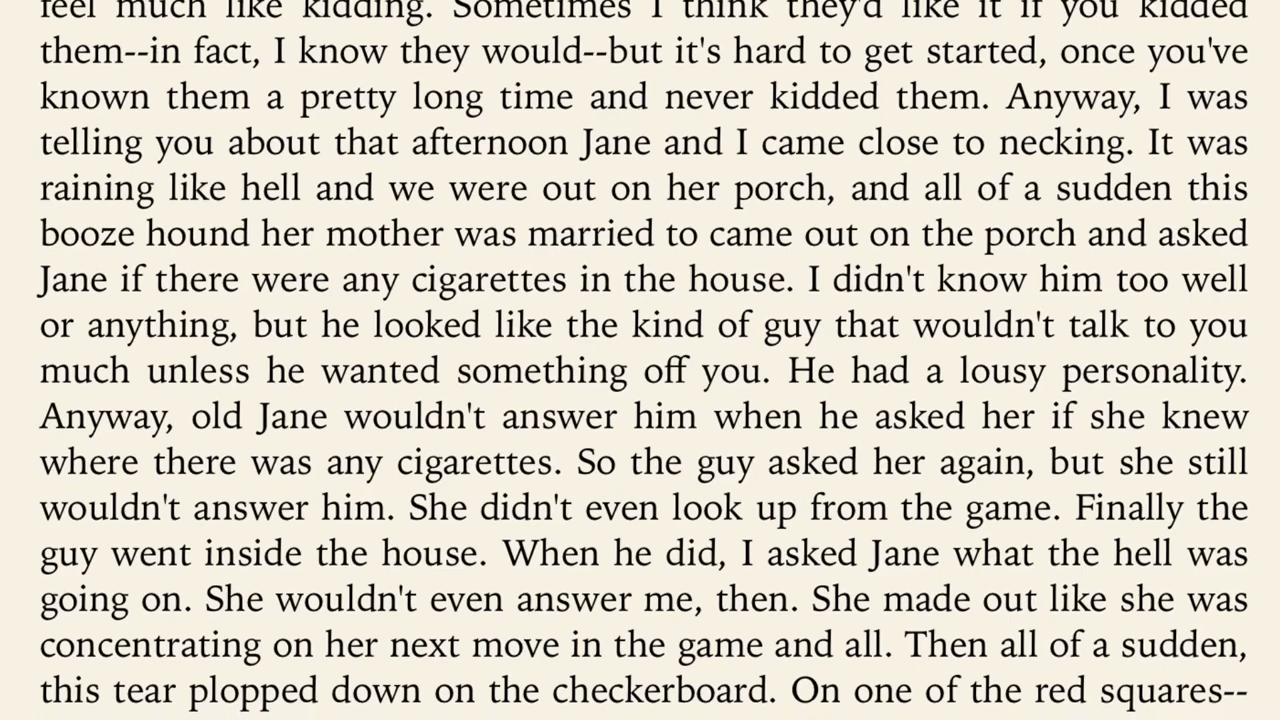 feel much like kidding. Sometimes I think they'd like it if you kidded
them--in fact, I know they would--but it's hard to get started, once you've
known them a pretty long time and never kidded them. Anyway, I was
telling you about that afternoon Jane and I came close to necking. It was
raining like hell and we were out on her porch, and all of a sudden this
booze hound her mother was married to came out on the porch and asked
Jane if there were any cigarettes in the house. I didn't know him too well
or anything, but he looked like the kind of guy that wouldn't talk to you
much unless he wanted something off you. He had a lousy personality.
Anyway, old Jane wouldn't answer him when he asked her if she knew
where there was any cigarettes. So the guy asked her again, but she still
wouldn't answer him. She didn't even look up from the game. Finally the
guy went inside the house. When he did, I asked Jane what the hell was
going on. She wouldn't even answer me, then. She made out like she was
concentrating on her next move in the game and all. Then all of a sudden,
this tear plopped down on the checkerboard. On one of the red squares--